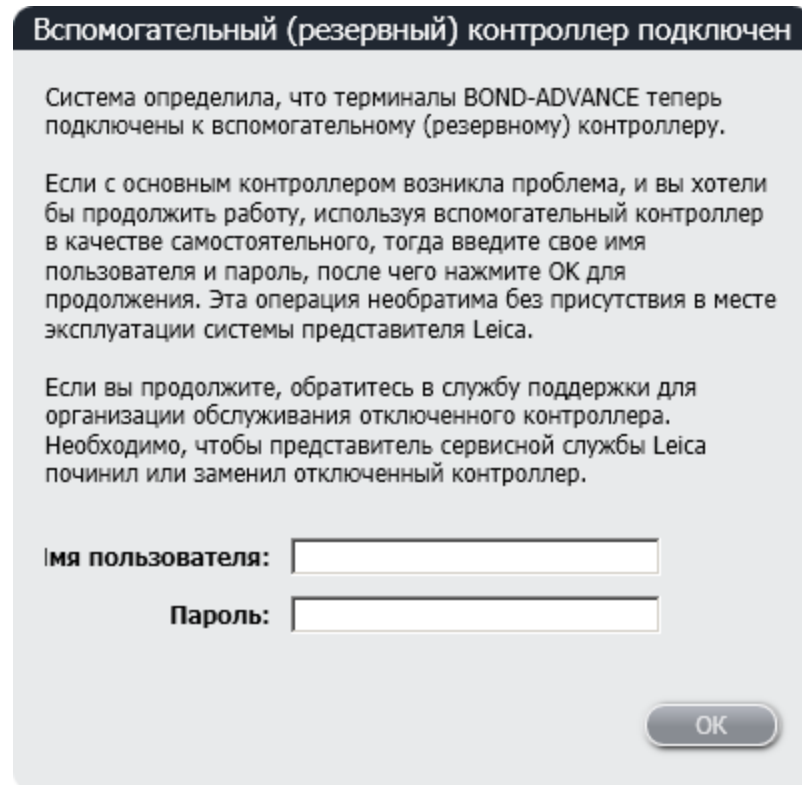 Вспомогательный (резервный) контроллер подключен
Система определила, что терминалы BOND-ADVANCE теперь
подключены к вспомогательному (резервному) контроллеру.
Если с основным контроллером возникла проблема, и вы хотели
бы продолжить работу, используя вспомогательный контроллер
в качестве самостоятельного, тогда введите свое имя
пользователя и пароль, после чего нажмите OK для
продолжения. Эта операция необратима без присутствия в месте
эксплуатации системы представителя Leica.
Если вы продолжите, обратитесь в службу поддержки для
организации обслуживания отключенного контроллера.
Необходимо, чтобы представитель сервисной службы Leica
починил или заменил отключенный контроллер.
Имя пользователя:
Пароль:
OK